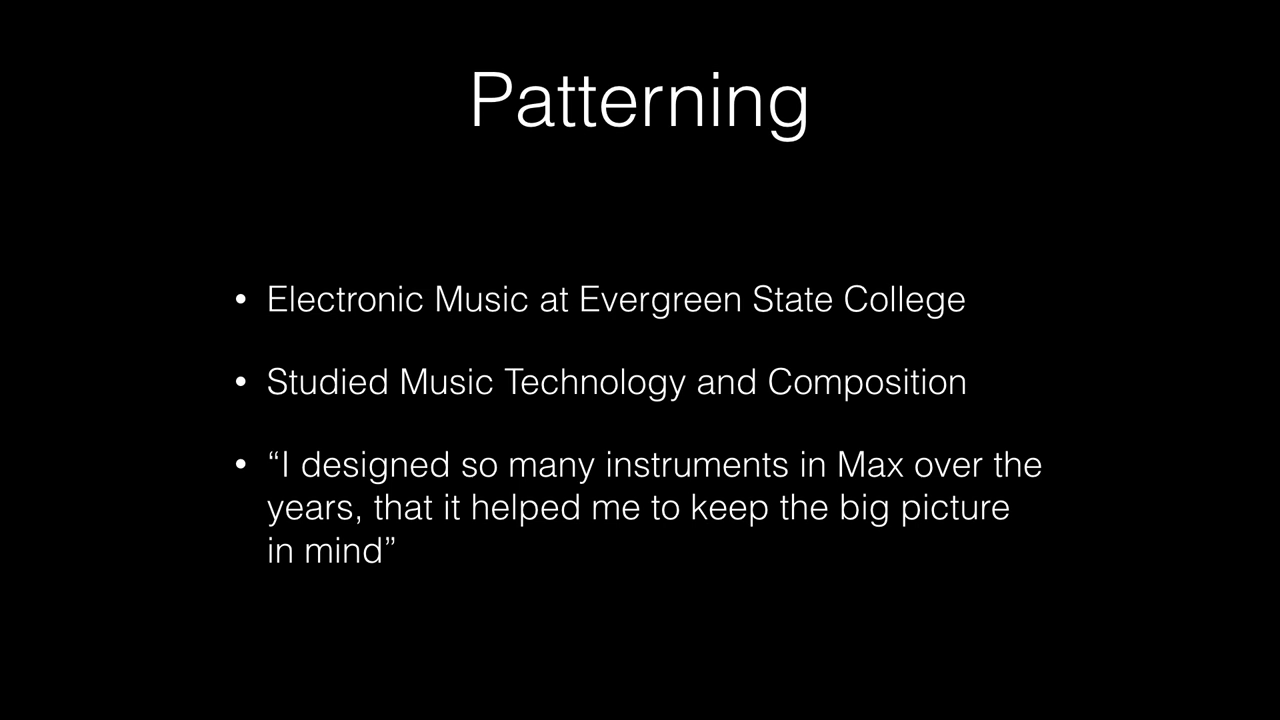 Patterning
• Electronic Music at Evergreen State College
• Studied Music Technology and Composition
• “I designed so many instruments in Max over the
years, that it helped me to keep the big picture
in mind”